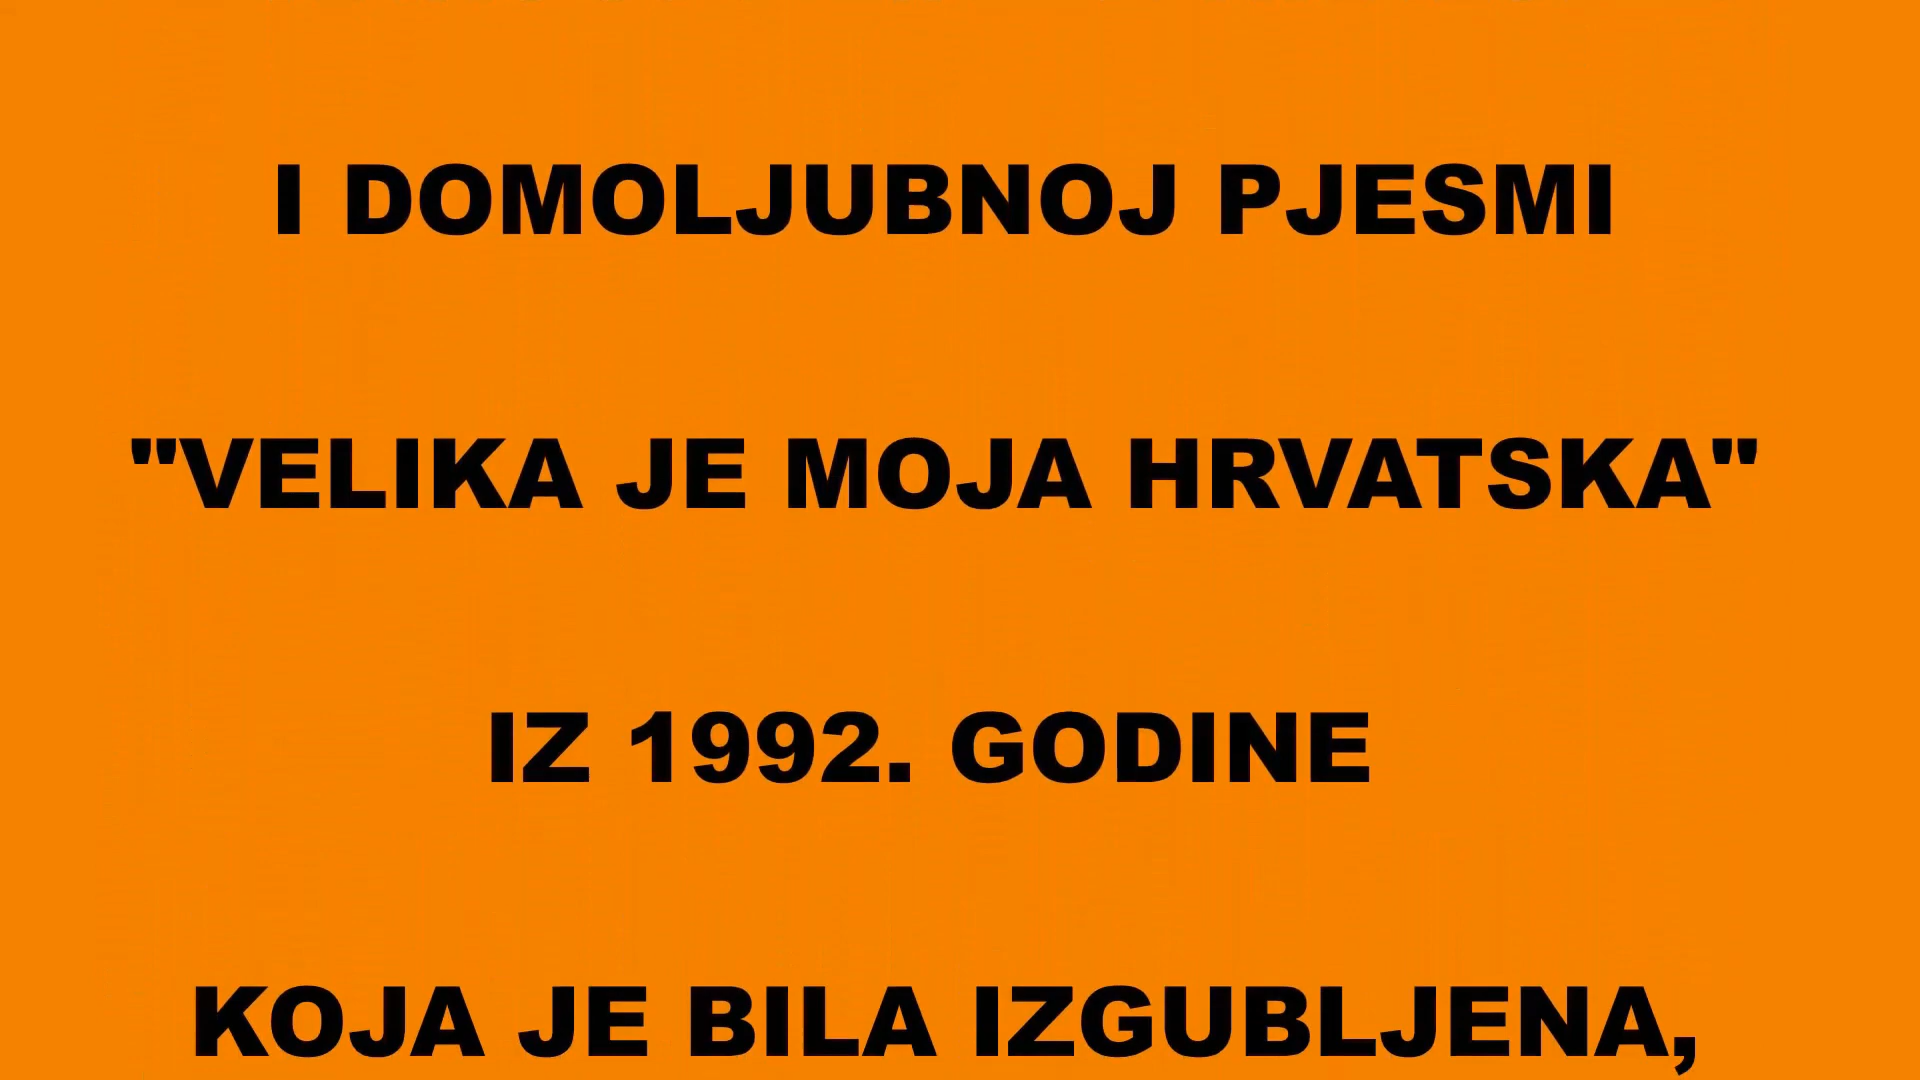 I DOMOLJUBNOJ PJESMI
"VELIKA JE MOJA HRVATSKA"
IZ 1992. GODINE
KOJA JE BILA IZGUBLJENA,